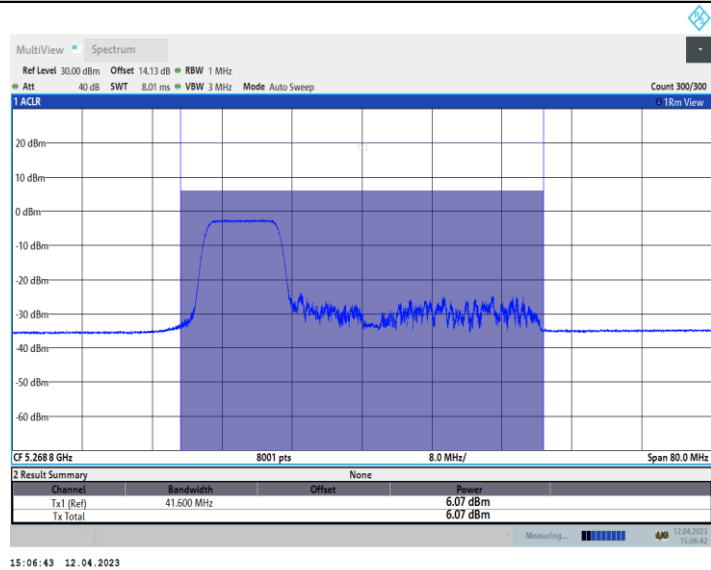 MultiView Spectrum
Ref Level 30.00 dBm Offset 14.13 dB RBW 1 MHz
Att 40 dB SWT 8.01 ms VBW 3 MHz Mode Auto Sweep Count 300/300
1 ACLR 1Rm View
20 dBm
10 dBm
0 dBm
-10 dBm
-20 dBm
-30 dBm
-40 dBm
-50 dBm
-60 dBm
CF 5.268 8 GHz 8001 pts 8.0 MHz/ Span 80.0 MHz
2 Result Summary None
Channel Bandwidth Offset Power
Tx1 (Ref) 41.600 MHz 6.07 dBm
Tx Total 6.07 dBm
Measuring... 12.04.2023
15:06:42
15:06:43 12.04.2023